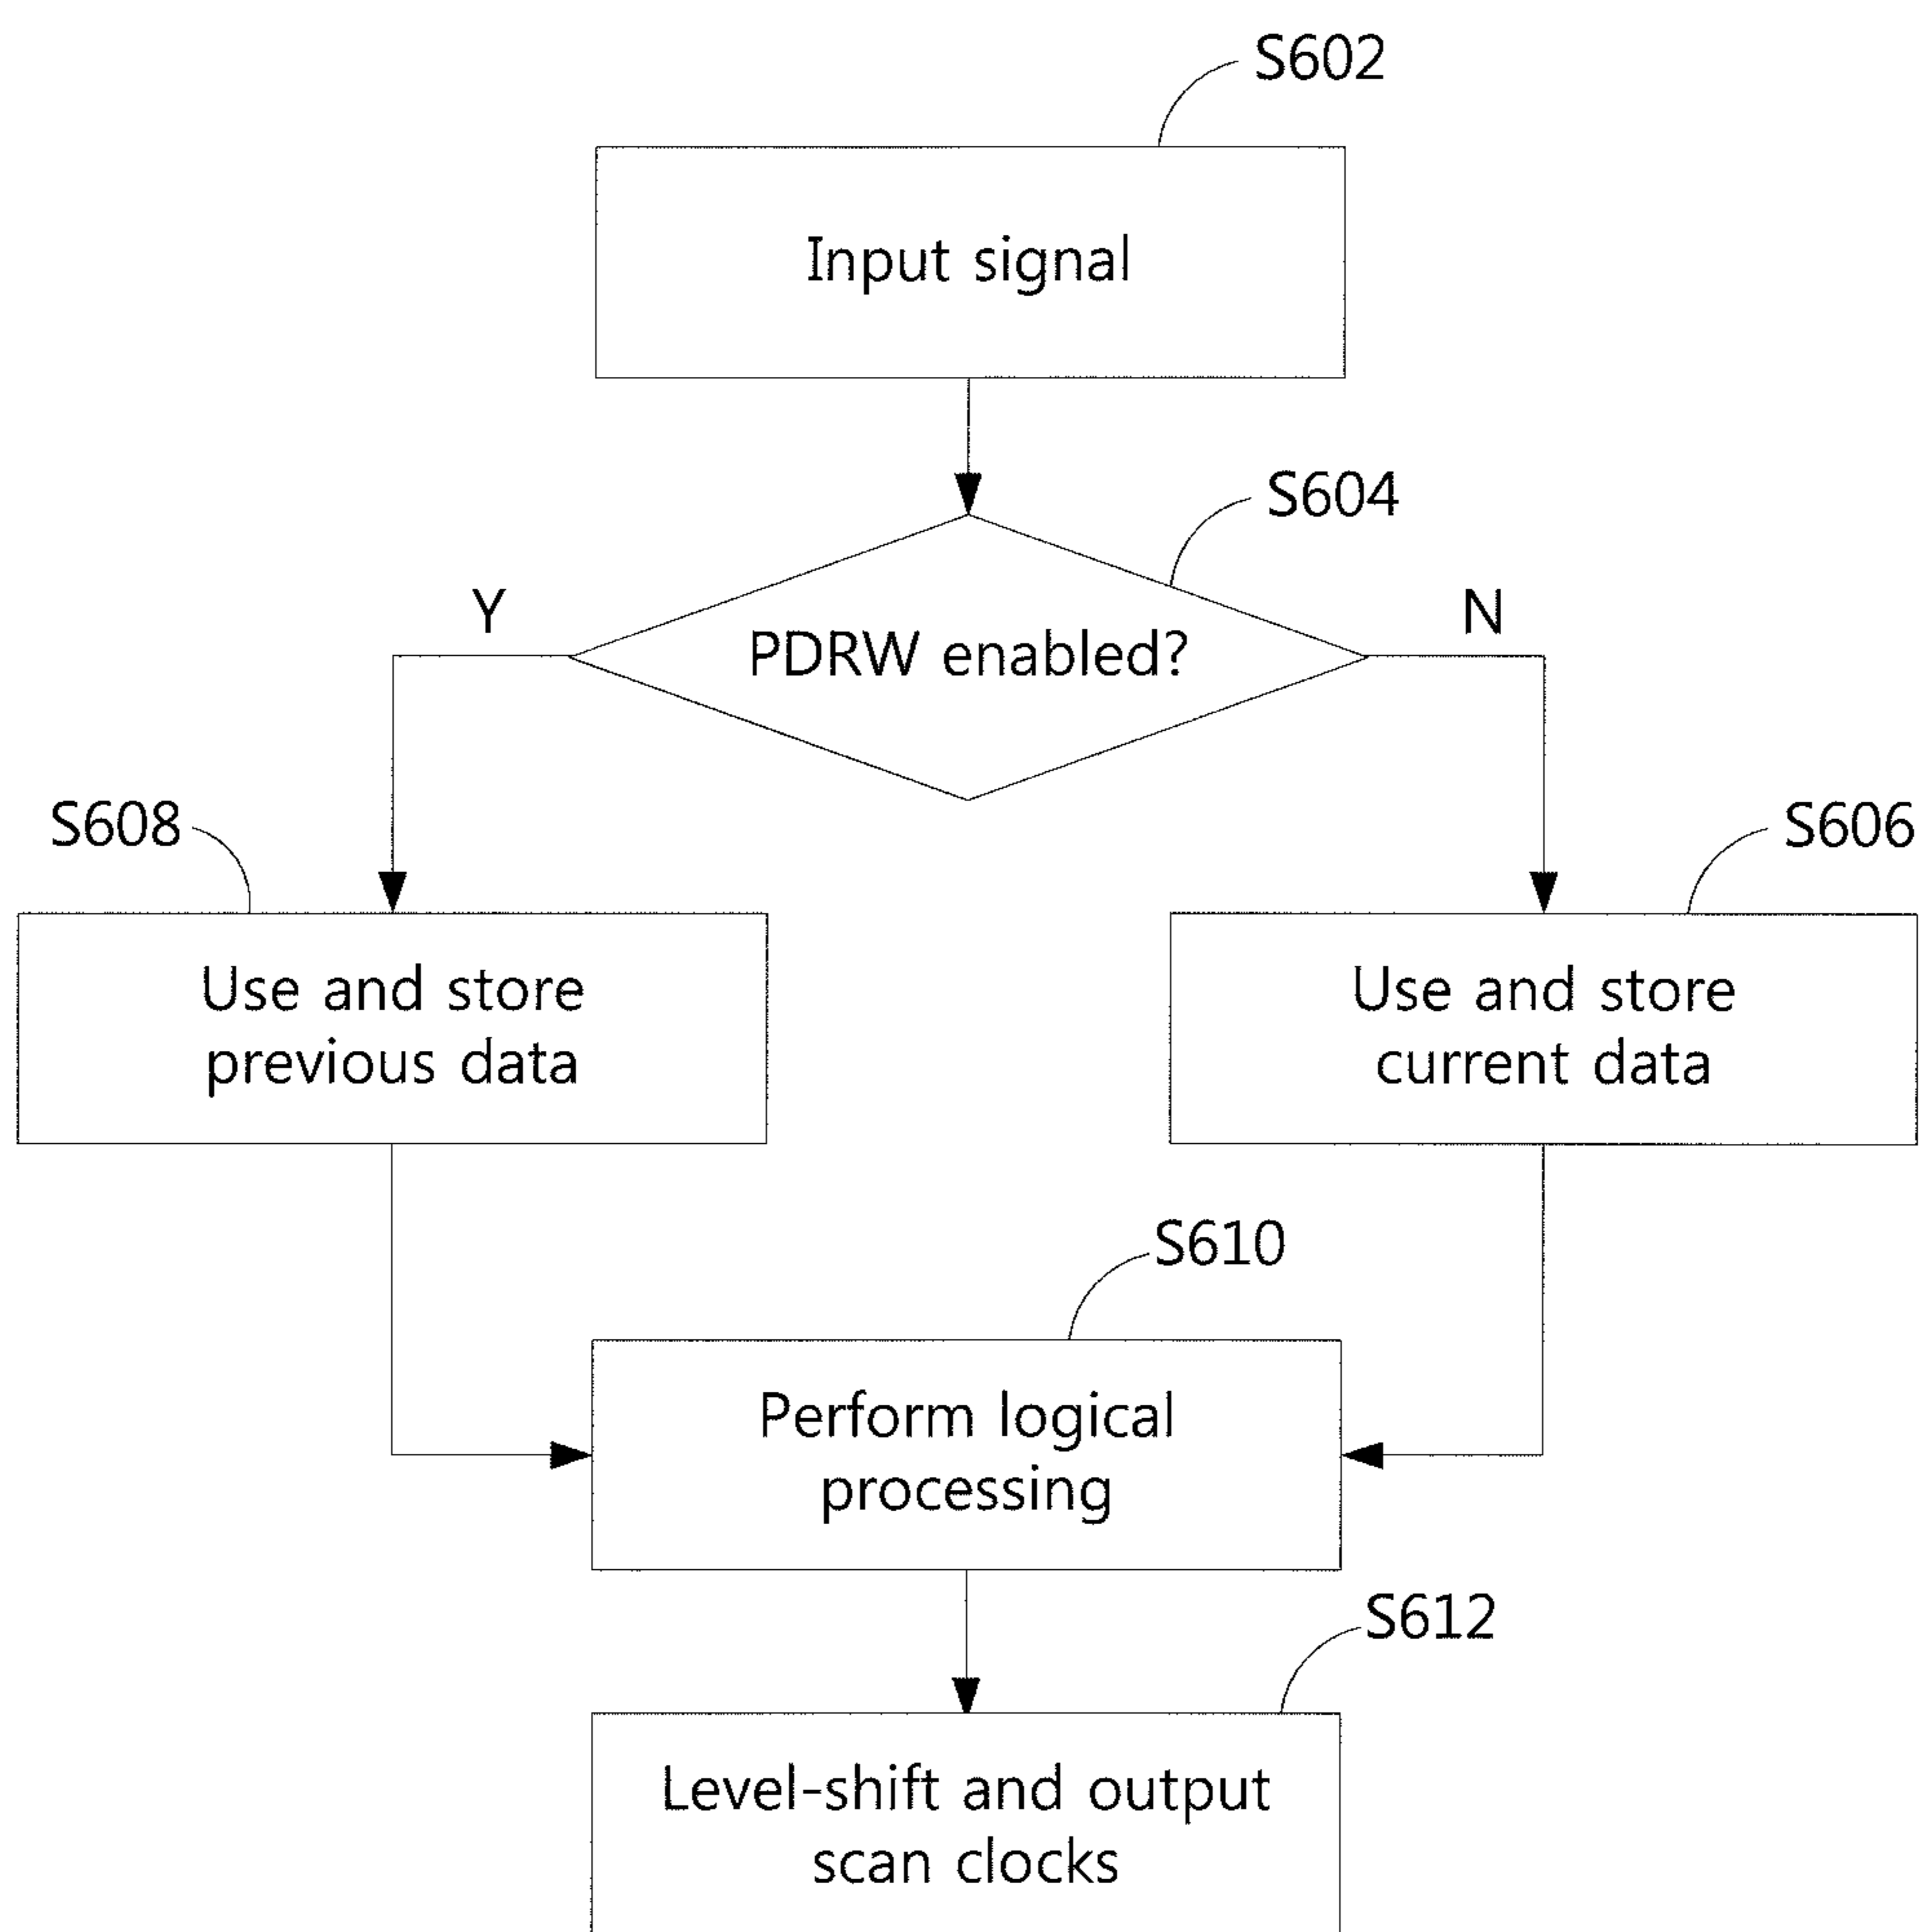 S602
Input signal
S604
Y
N
PDRW enabled?
S608
S606
Use and store
previous data
Use and store
current data
S610
Perform logical
processing
S612
Level-shift and output
scan clocks